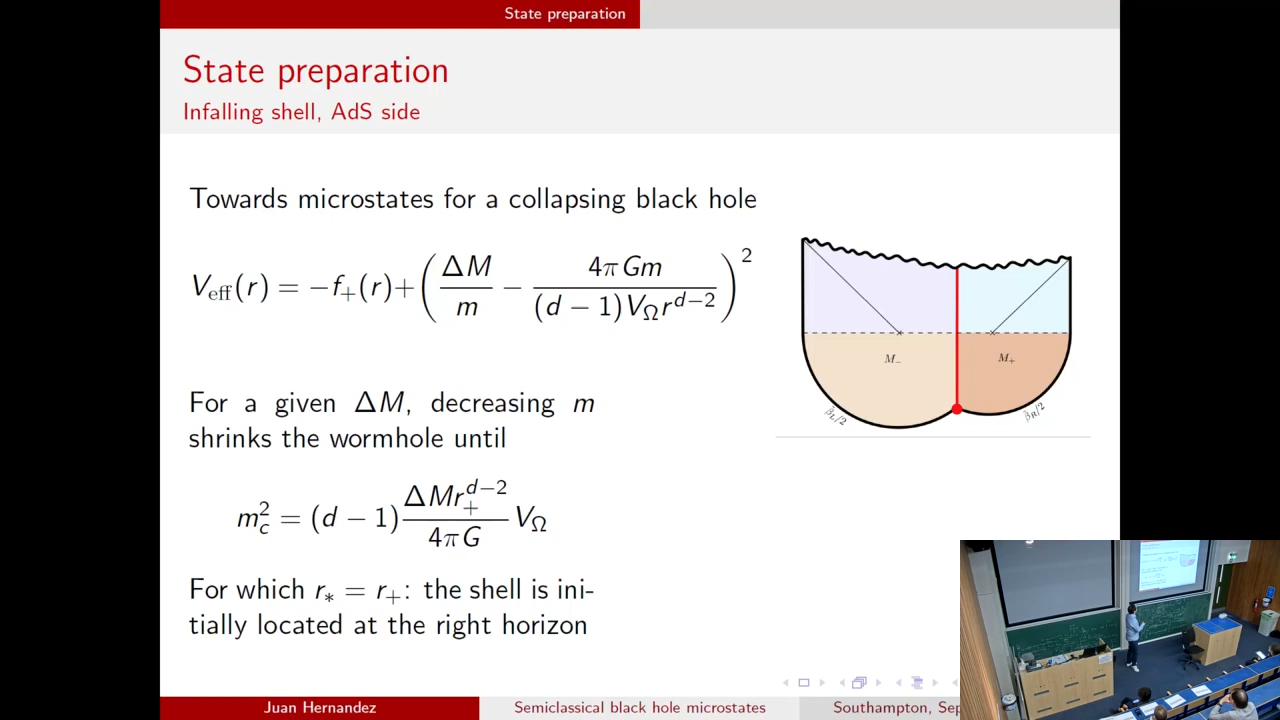 State preparation
State preparation
Infalling shell, AdS side
Towards microstates for a collapsing black hole
V_eff(r) = −f_+(r)+(ΔM/m − 4πGm/((d − 1)V_Ω r^{d−2}))^2
For a given ΔM, decreasing m
shrinks the wormhole until
m_c^2 = (d − 1) ΔM r_+^{d−2}/4πG V_Ω
For which r_* = r_+: the shell is ini-
tially located at the right horizon
M_−
M_+
β̃_L/2
β̃_R/2
Juan Hernandez
Semiclassical black hole microstates
Southampton, Sep